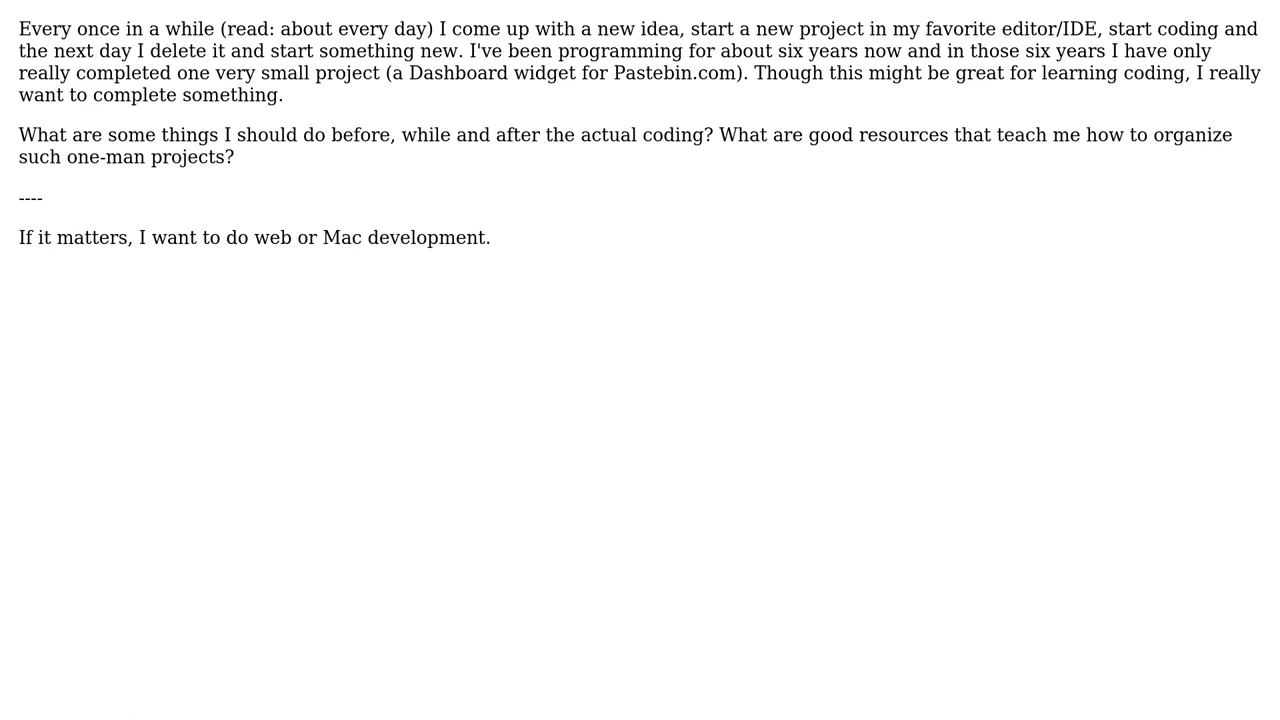 Every once in a while (read: about every day) I come up with a new idea, start a new project in my favorite editor/IDE, start coding and
the next day I delete it and start something new. I've been programming for about six years now and in those six years I have only
really completed one very small project (a Dashboard widget for Pastebin.com). Though this might be great for learning coding, I really
want to complete something.
What are some things I should do before, while and after the actual coding? What are good resources that teach me how to organize
such one-man projects?
----
If it matters, I want to do web or Mac development.